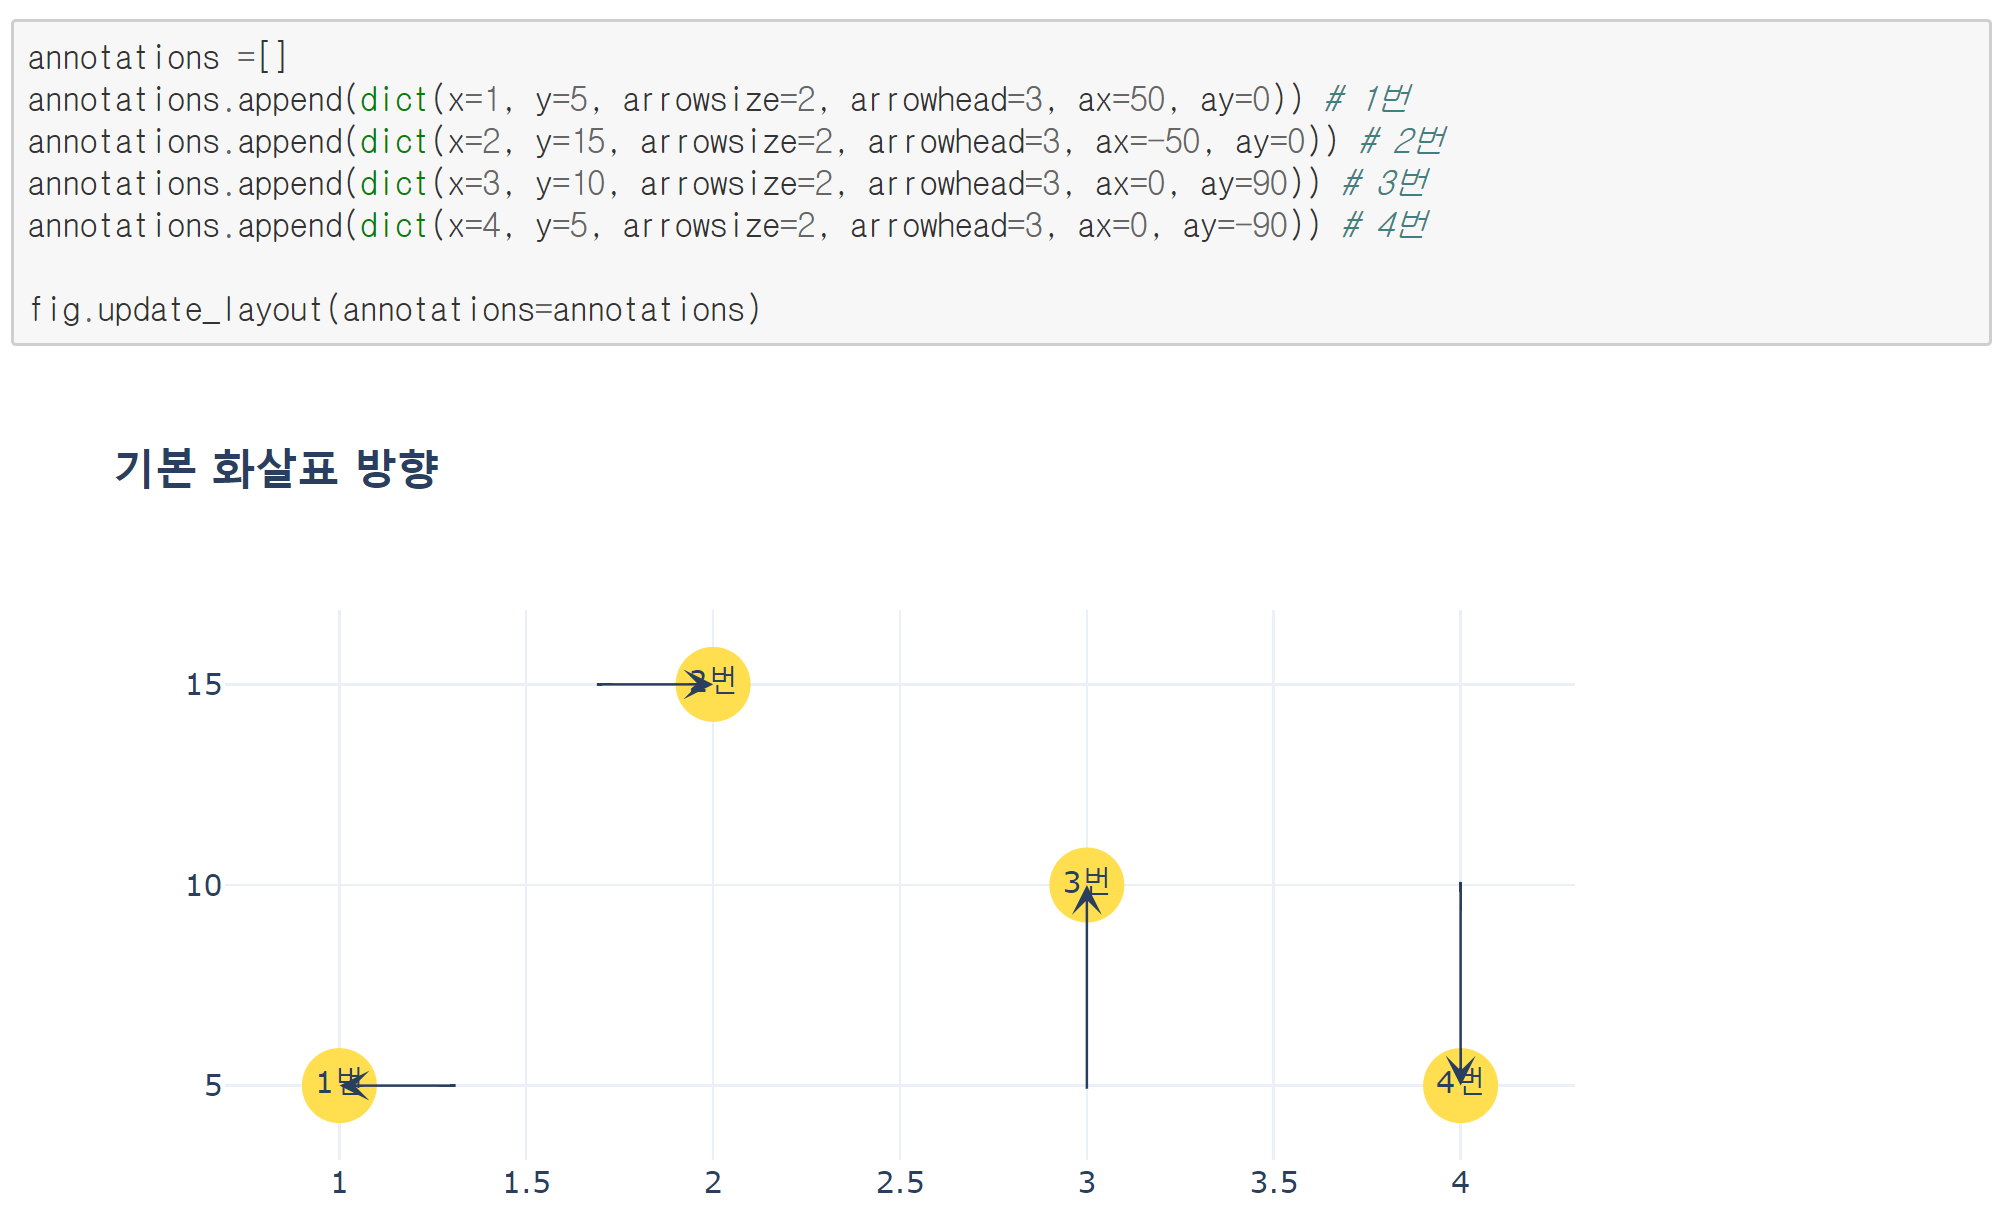 annotations =[]
annotations.append(dict(x=1, y=5, arrowsize=2, arrowhead=3, ax=50, ay=0)) # 1번
annotations.append(dict(x=2, y=15, arrowsize=2, arrowhead=3, ax=-50, ay=0)) # 2번
annotations.append(dict(x=3, y=10, arrowsize=2, arrowhead=3, ax=0, ay=90)) # 3번
annotations.append(dict(x=4, y=5, arrowsize=2, arrowhead=3, ax=0, ay=-90)) # 4번
fig.update_layout(annotations=annotations)
기본 화살표 방향
15
2번
10
3번
5
1번
4번
1
1.5
2
2.5
3
3.5
4